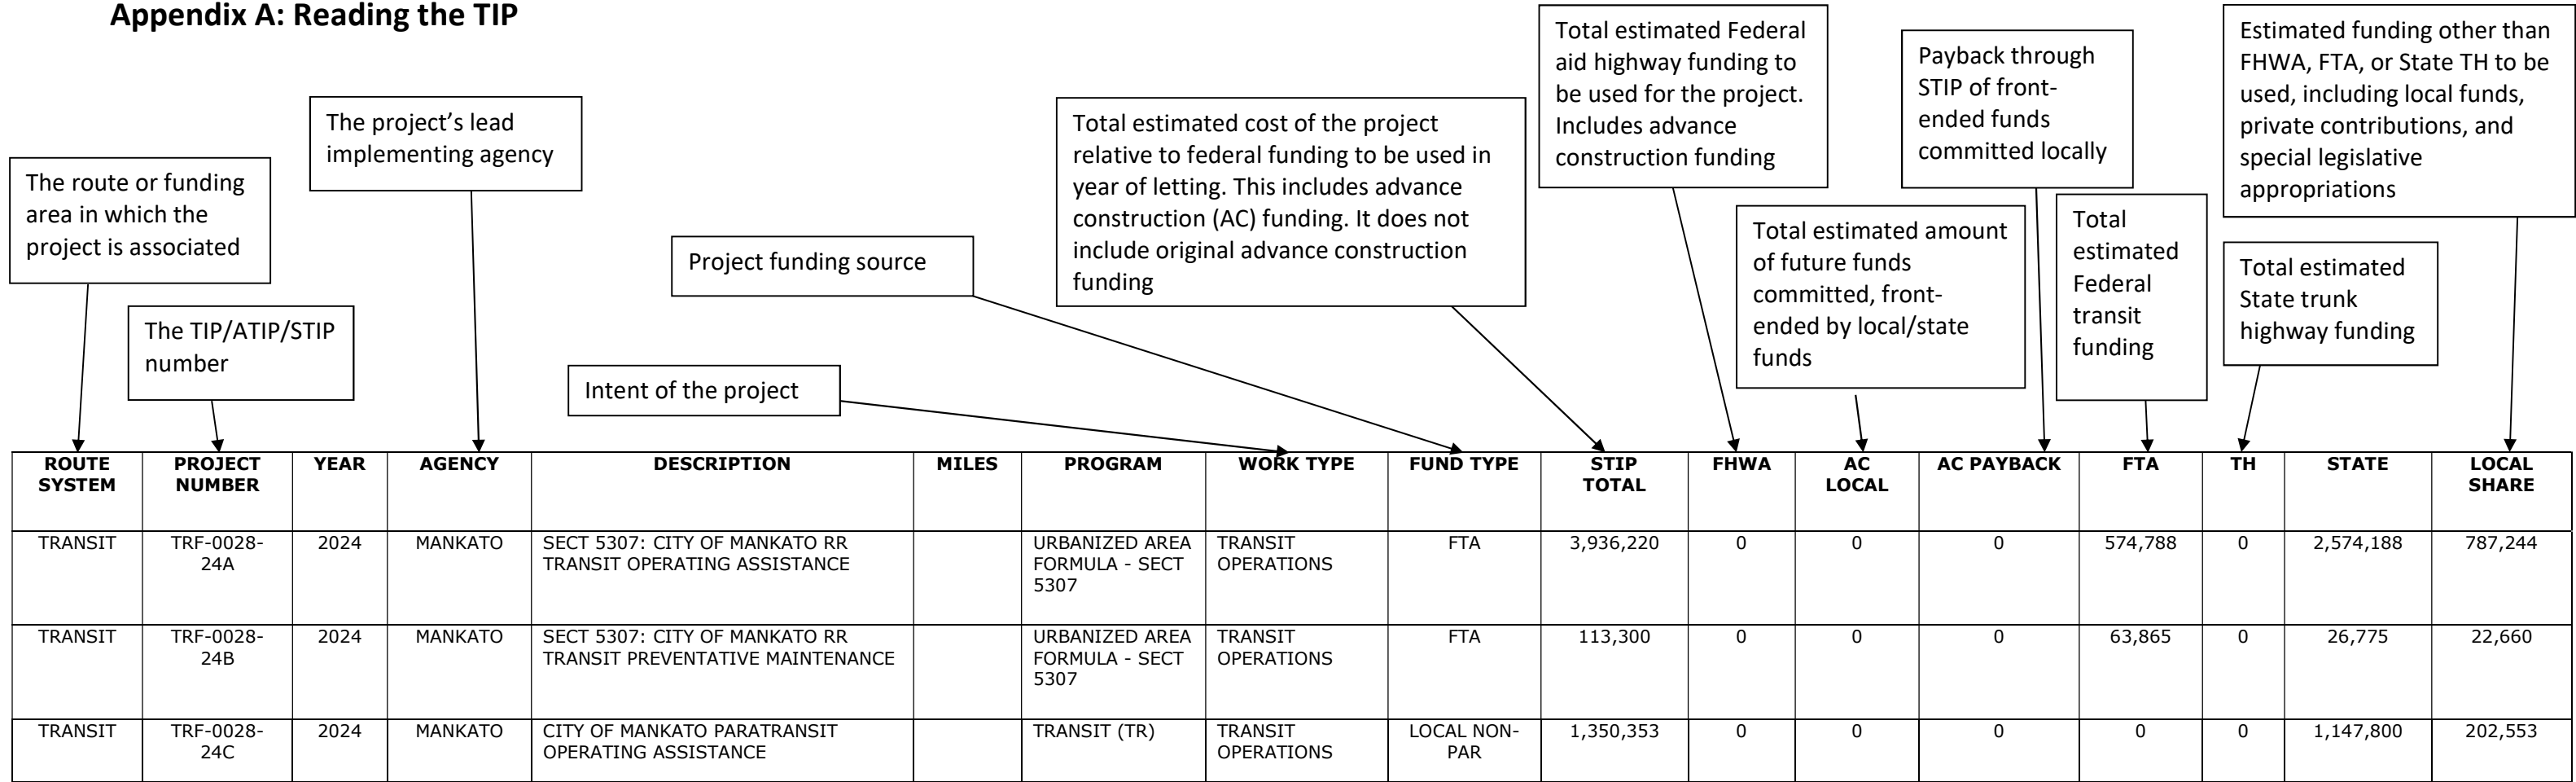 Appendix A: Reading the TIP
The route or funding
area in which the
project is associated
The TIP/ATIP/STIP
number
The project’s lead
implementing agency
Intent of the project
Project funding source
Total estimated cost of the project
relative to federal funding to be used in
year of letting. This includes advance
construction (AC) funding. It does not
include original advance construction
funding
Total estimated Federal
aid highway funding to
be used for the project.
Includes advance
construction funding
Total estimated amount
of future funds
committed, front-
ended by local/state
funds
Payback through
STIP of front-
ended funds
committed locally
Total
estimated
Federal
transit
funding
Total estimated
State trunk
highway funding
Estimated funding other than
FHWA, FTA, or State TH to be
used, including local funds,
private contributions, and
special legislative
appropriations
ROUTE PROJECT YEAR AGENCY DESCRIPTION MILES PROGRAM WORK TYPE FUND TYPE STIP FHWA AC AC PAYBACK FTA TH STATE LOCAL
SYSTEM NUMBER TOTAL LOCAL SHARE
TRANSIT TRF-0028- 2024 MANKATO SECT 5307: CITY OF MANKATO RR URBANIZED AREA TRANSIT FTA 3,936,220 0 0 0 574,788 0 2,574,188 787,244
24A TRANSIT OPERATING ASSISTANCE FORMULA - SECT OPERATIONS
5307
TRANSIT TRF-0028- 2024 MANKATO SECT 5307: CITY OF MANKATO RR URBANIZED AREA TRANSIT FTA 113,300 0 0 0 63,865 0 26,775 22,660
24B TRANSIT PREVENTATIVE MAINTENANCE FORMULA - SECT OPERATIONS
5307
TRANSIT TRF-0028- 2024 MANKATO CITY OF MANKATO PARATRANSIT TRANSIT (TR) TRANSIT LOCAL NON- 1,350,353 0 0 0 0 0 1,147,800 202,553
24C OPERATING ASSISTANCE OPERATIONS PAR